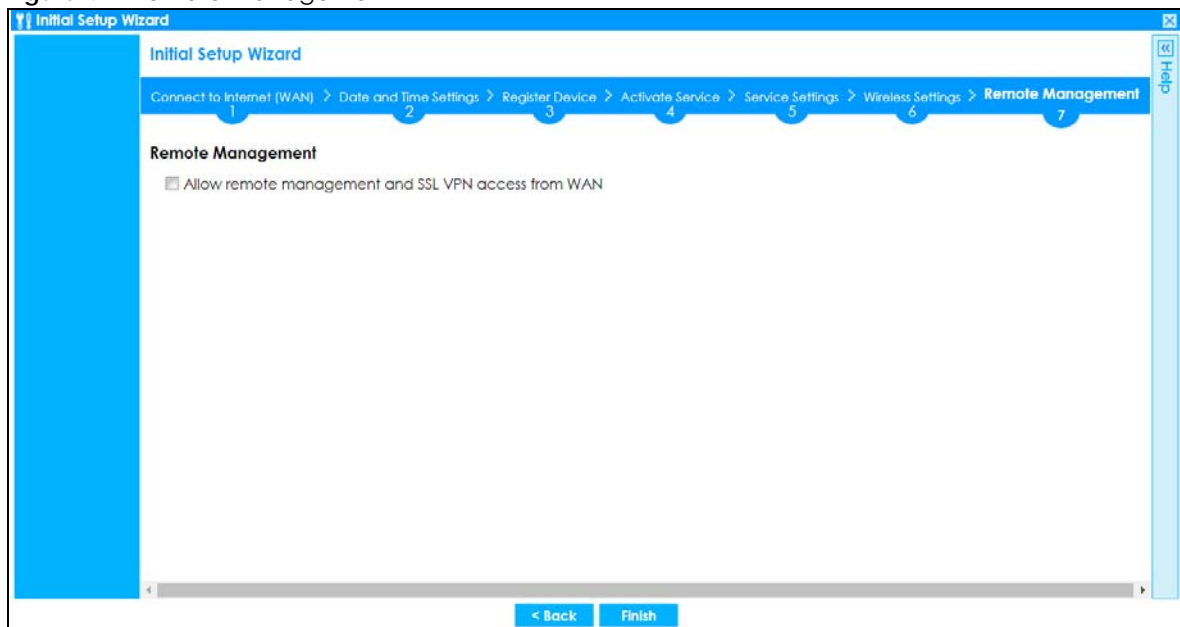 Initial Setup Wizard
Help
Initial Setup Wizard
Connect to Internet (WAN) > Date and Time Settings > Register Device > Activate Service > Service Settings > Wireless Settings > Remote Management
1 2 3 4 5 6 7
Remote Management
Allow remote management and SSL VPN access from WAN
< Back Finish